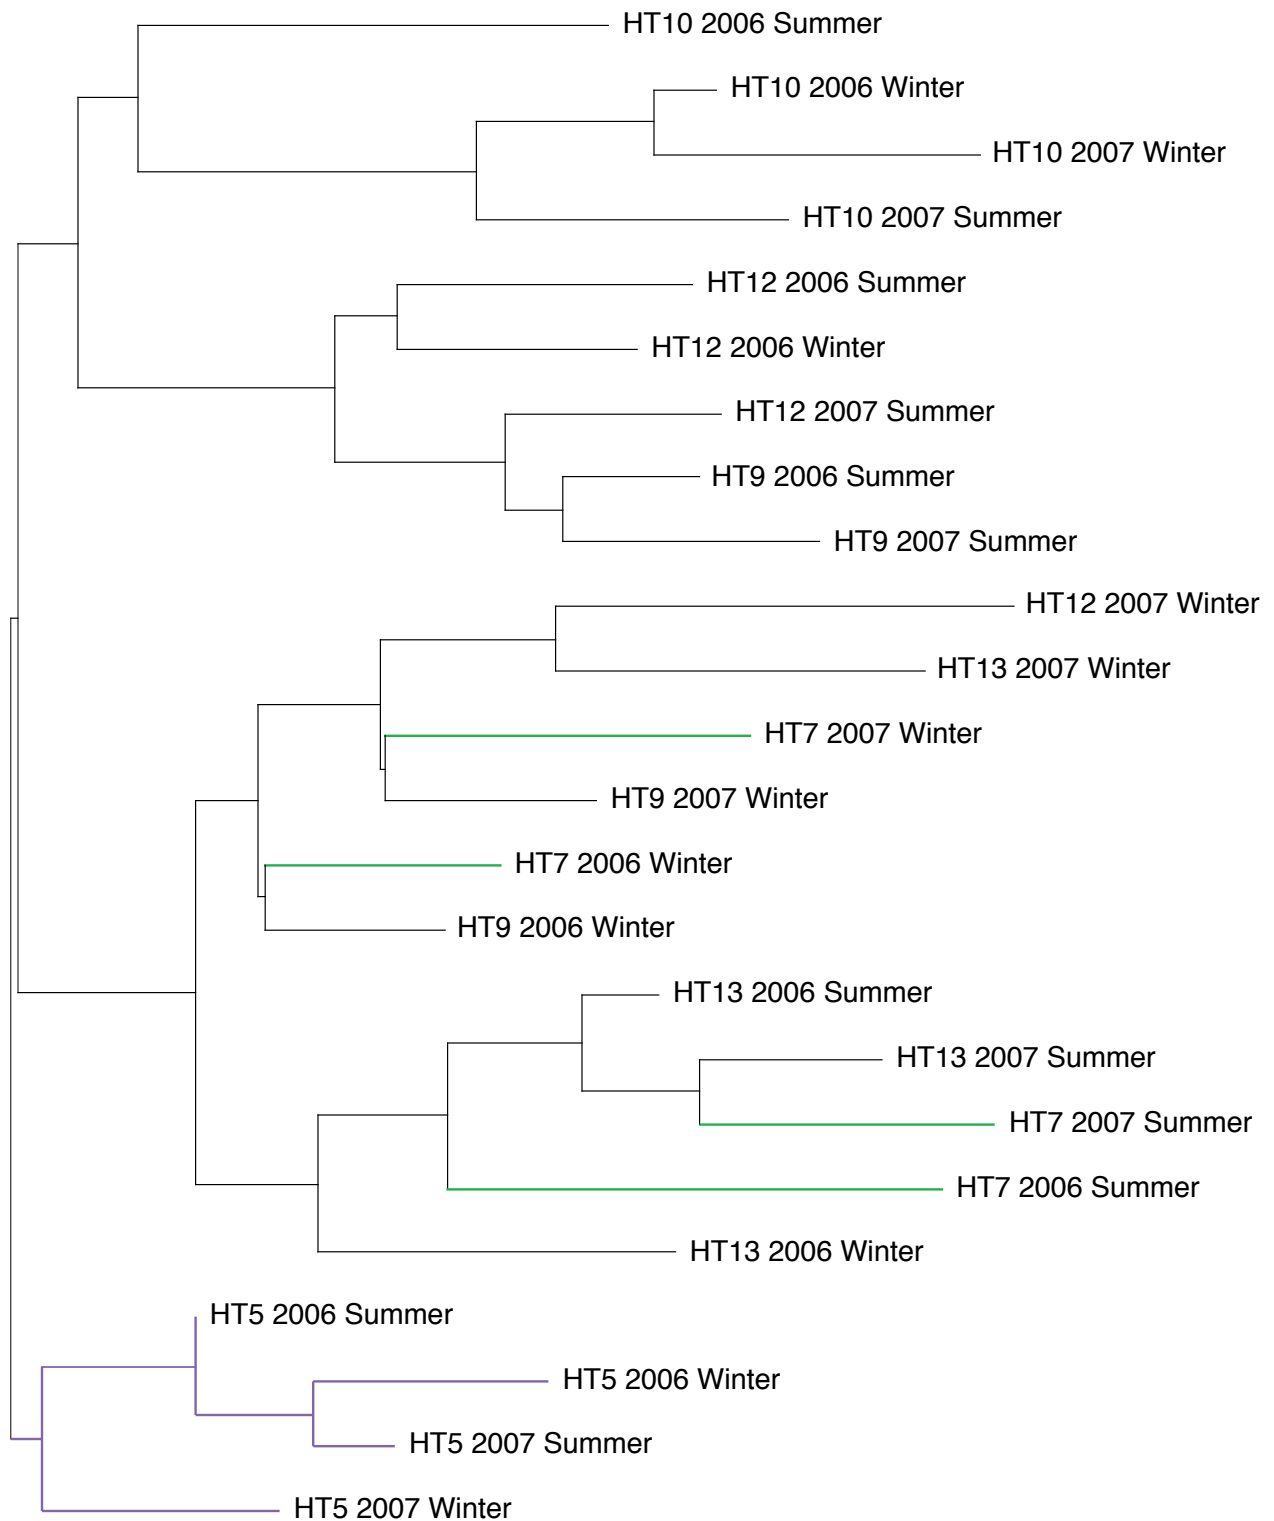 HT10 2006 Summer
HT10 2006 Winter
HT10 2007 Winter
HT10 2007 Summer
HT12 2006 Summer
HT12 2006 Winter
HT12 2007 Summer
HT9 2006 Summer
HT9 2007 Summer
HT12 2007 Winter
HT13 2007 Winter
HT7 2007 Winter
HT9 2007 Winter
HT7 2006 Winter
HT9 2006 Winter
HT13 2006 Summer
HT13 2007 Summer
HT7 2007 Summer
HT7 2006 Summer
HT13 2006 Winter
HT5 2006 Summer
HT5 2006 Winter
HT5 2007 Summer
HT5 2007 Winter